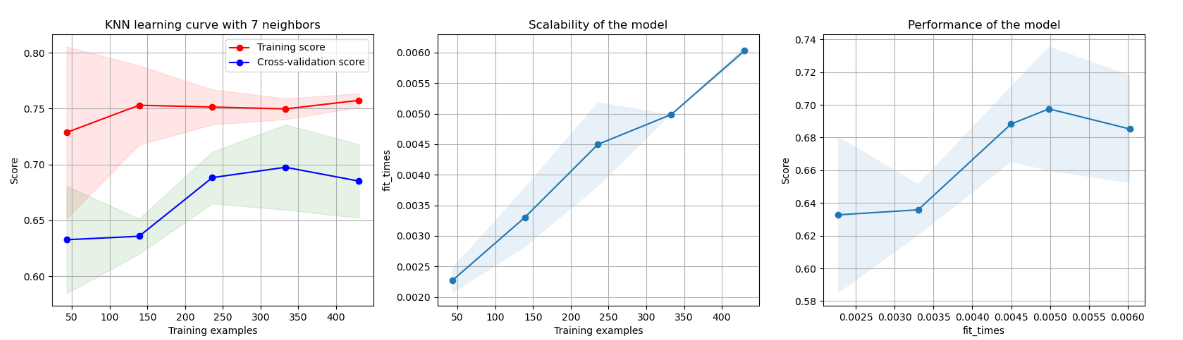 KNN learning curve with 7 neighbors
Training score
Cross-validation score
Score
0.80
0.75
0.70
0.65
0.60
50 100 150 200 250 300 350 400
Training examples
Scalability of the model
fit_times
0.0060
0.0055
0.0050
0.0045
0.0040
0.0035
0.0030
0.0025
0.0020
50 100 150 200 250 300 350 400
Training examples
Performance of the model
Score
0.74
0.72
0.70
0.68
0.66
0.64
0.62
0.60
0.58
0.0025 0.0030 0.0035 0.0040 0.0045 0.0050 0.0055 0.0060
fit_times